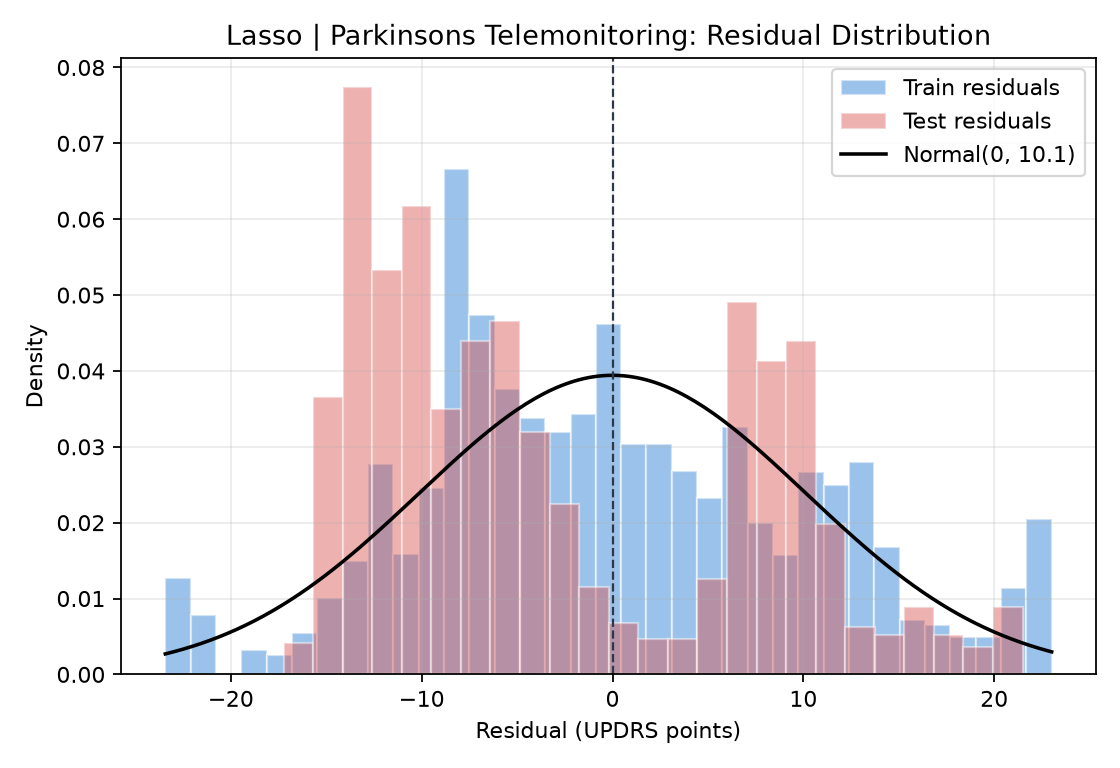 Lasso | Parkinsons Telemonitoring: Residual Distribution
Train residuals
Test residuals
Normal(0, 10.1)
0.08
0.07
0.06
0.05
0.04
0.03
0.02
0.01
0.00
Density
−20
−10
0
10
20
Residual (UPDRS points)